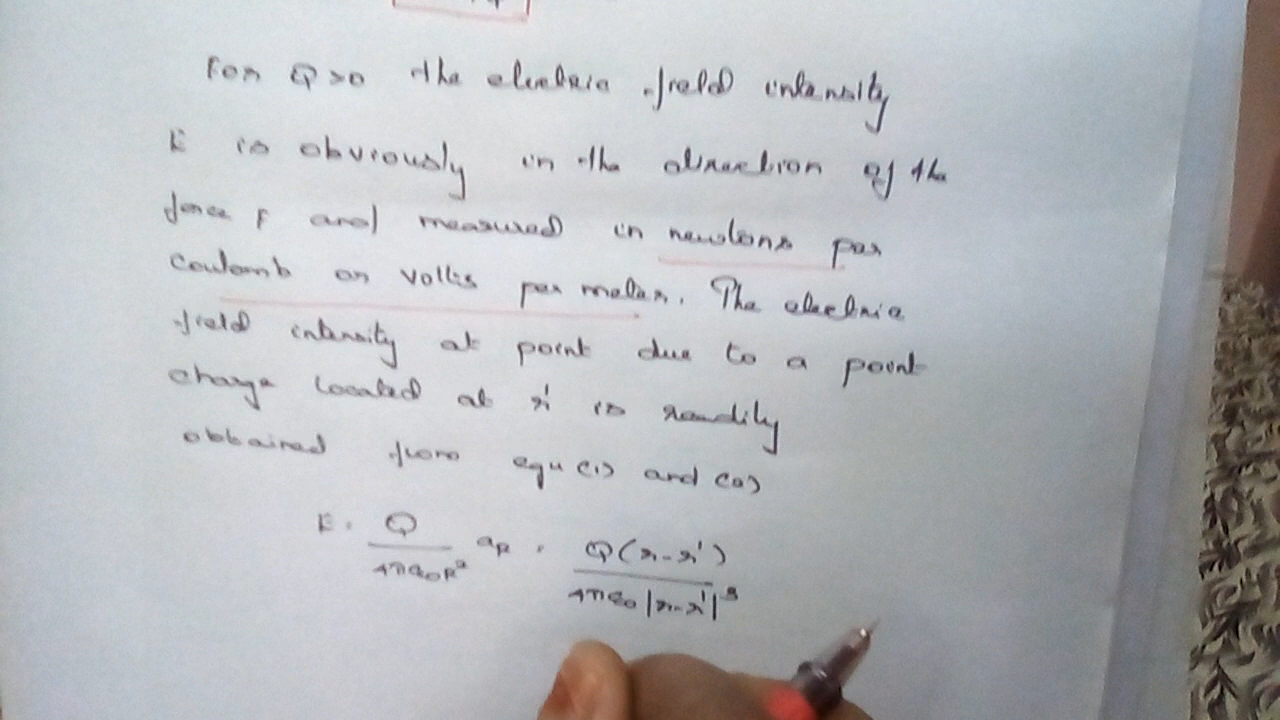 For Q>0 the electric field intensity
E is obviously in the direction of the
force F and measured in newtons per
Coulomb or volts per meter. The electric
field intensity at point due to a point
charge located at r' is readily
obtained from equ (1) and (2)
E = Q / 4πε₀R² a_R = Q(r-r') / 4πε₀|r-r'|³